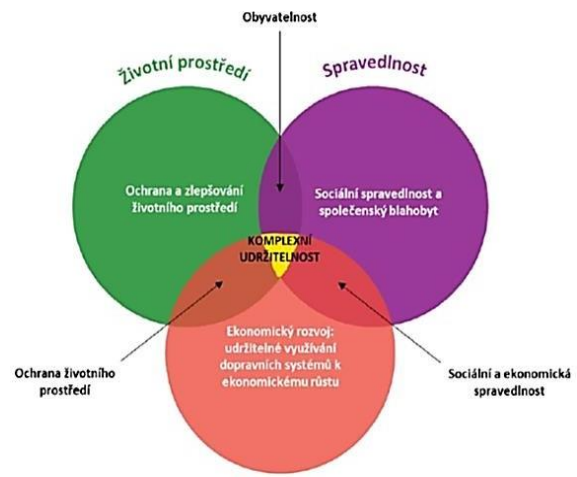 Obyvatelnost
Životní prostředí
Spravedlnost
Ochrana a zlepšování
životního prostředí
Sociální spravedlnost a
společenský blahobyt
KOMPLEXNÍ
UDRŽITELNOST
Ekonomický rozvoj:
udržitelné využívání
dopravních systémů k
ekonomickému růstu
Ochrana životního
prostředí
Sociální a ekonomická
spravedlnost